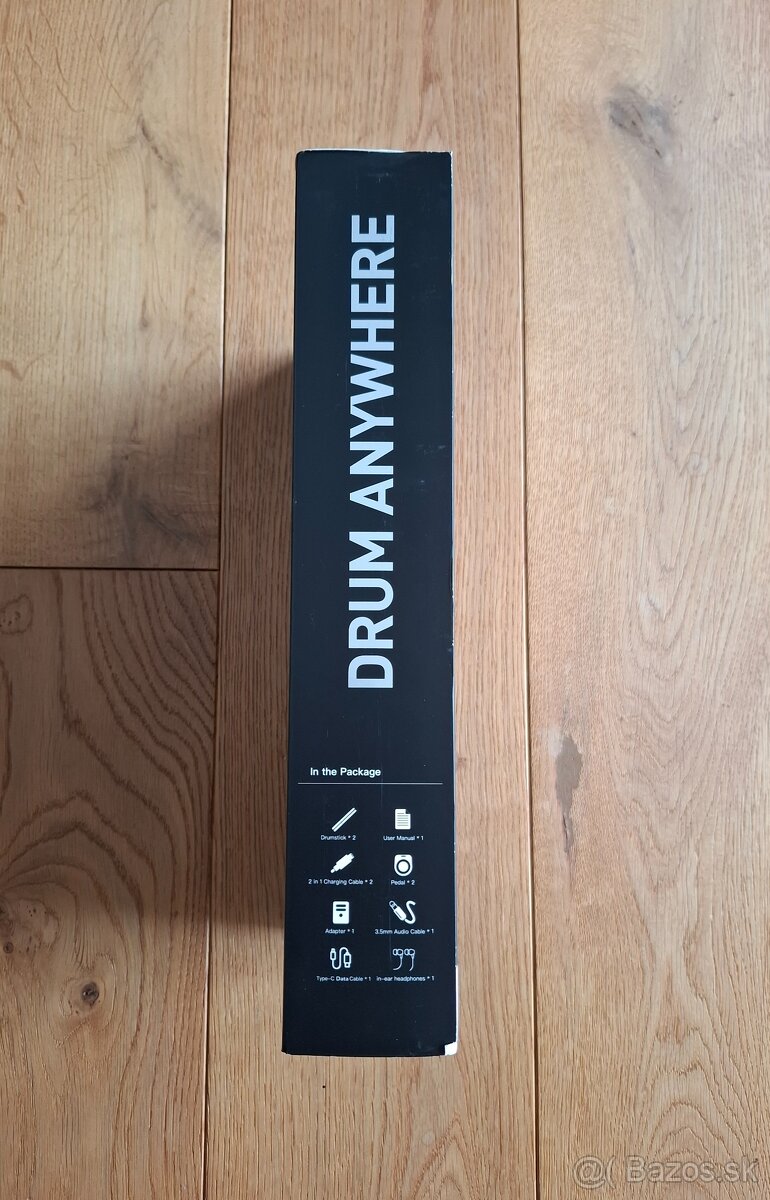 DRUM ANYWHERE
In the Package
Drumstick * 2
User Manual * 1
2 in 1 Charging Cable * 2
Pedal * 2
Adapter * 1
3.5mm Audio Cable * 1
Type-C Data Cable * 1
in-ear headphones * 1
@( Bazos.sk